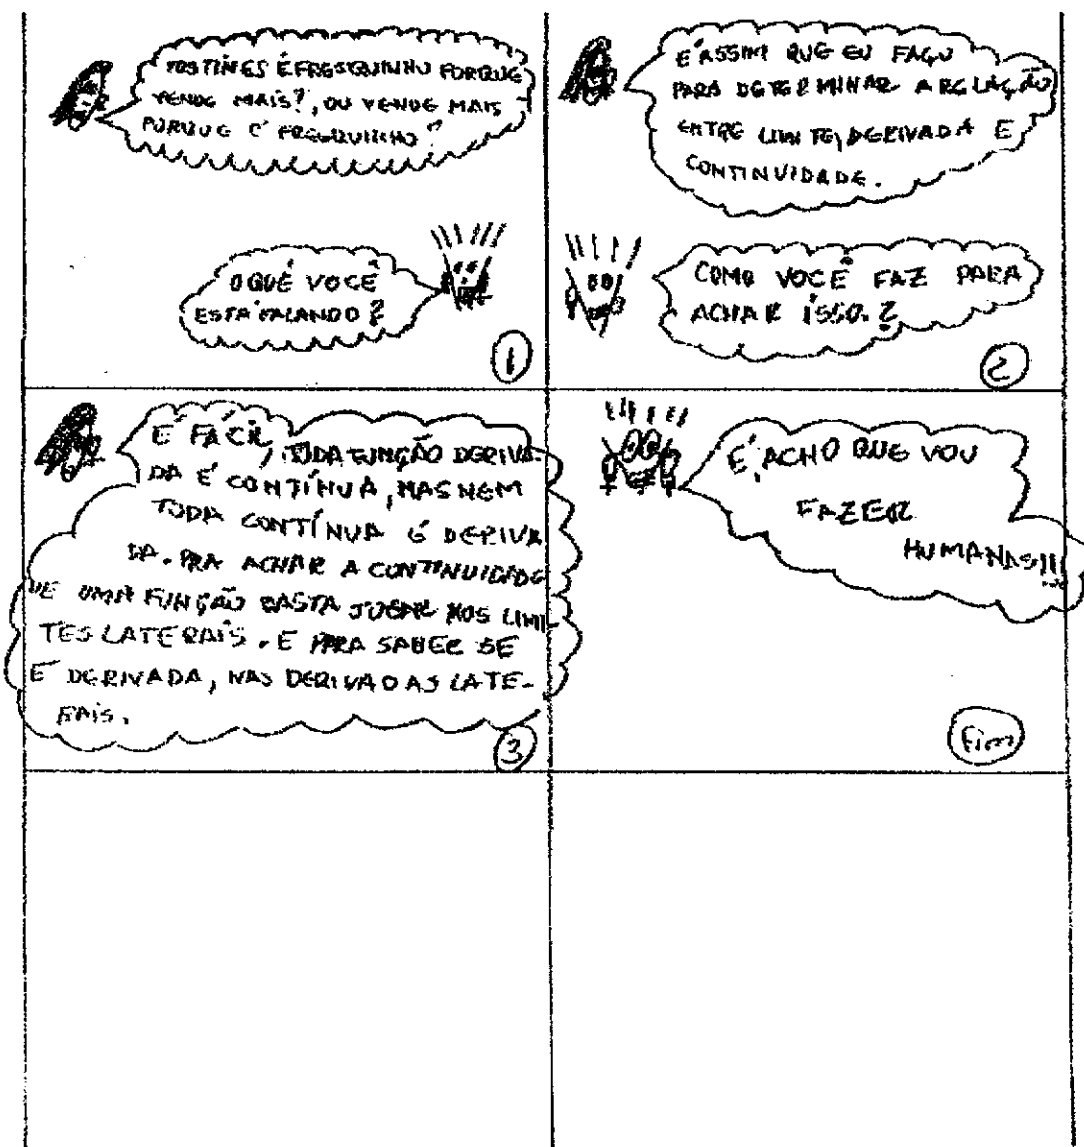 TOSTINES É FRESQUINHO PORQUE
VENDE MAIS?, OU VENDE MAIS
PORQUE É FRESQUINHO?
O QUÊ VOCÊ
ESTÁ FALANDO?
1
É ASSIM QUE EU FAÇO
PARA DETERMINAR A RELAÇÃO
ENTRE LIMITE, DERIVADA E
CONTINUIDADE.
COMO VOCÊ FAZ PARA
ACHAR ISSO.?
2
É FÁCIL, TODA FUNÇÃO DERIVA-
DA É CONTÍNUA, MAS NEM
TODA CONTÍNUA É DERIVA
DA. PRA ACHAR A CONTINUIDADE
DE UMA FUNÇÃO BASTA JOGAR NOS LIMI
TES LATERAIS. E PARA SABER SE
É DERIVADA, NAS DERIVADAS LATE-
RAIS.
3
É, ACHO QUE VOU
FAZER
HUMANAS!!!
Fim